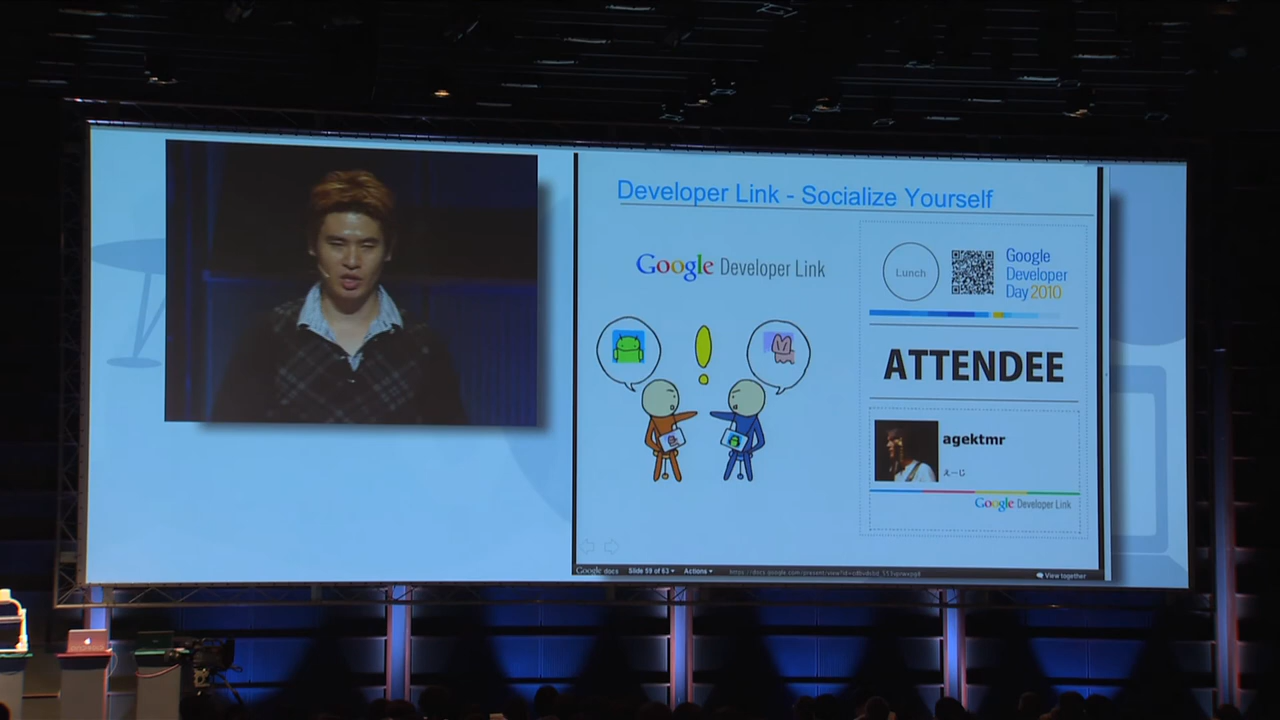 Developer Link - Socialize Yourself
Google Developer Link
Lunch
Google
Developer
Day 2010
ATTENDEE
agektmr
えーじ
Google Developer Link
Google docs
Slide 59 of 63
Actions
View together